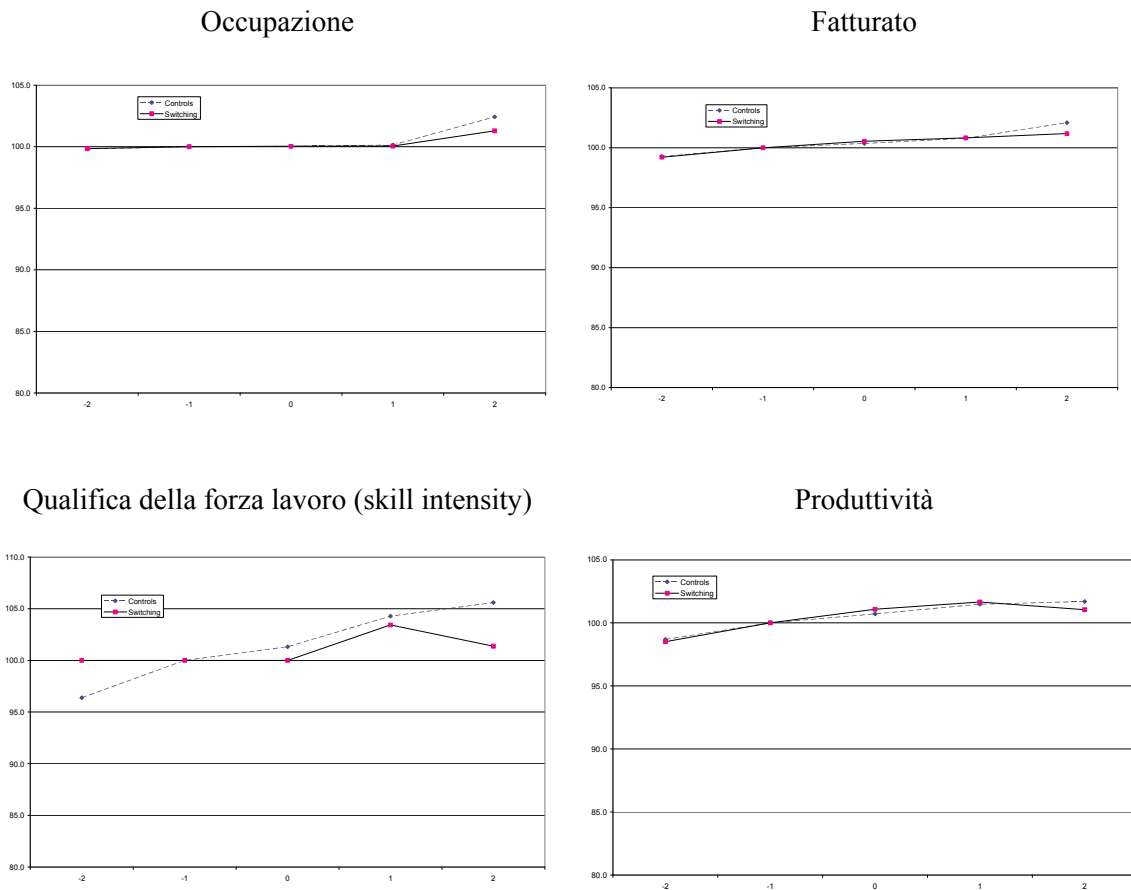 Occupazione
105.0
100.0
95.0
90.0
85.0
80.0
Controls
Switching
-2 -1 0 1 2
Fatturato
105.0
100.0
95.0
90.0
85.0
80.0
Controls
Switching
-2 -1 0 1 2
Qualifica della forza lavoro (skill intensity)
110.0
105.0
100.0
95.0
90.0
85.0
80.0
Controls
Switching
-2 -1 0 1 2
Produttività
105.0
100.0
95.0
90.0
85.0
80.0
Controls
Switching
-2 -1 0 1 2